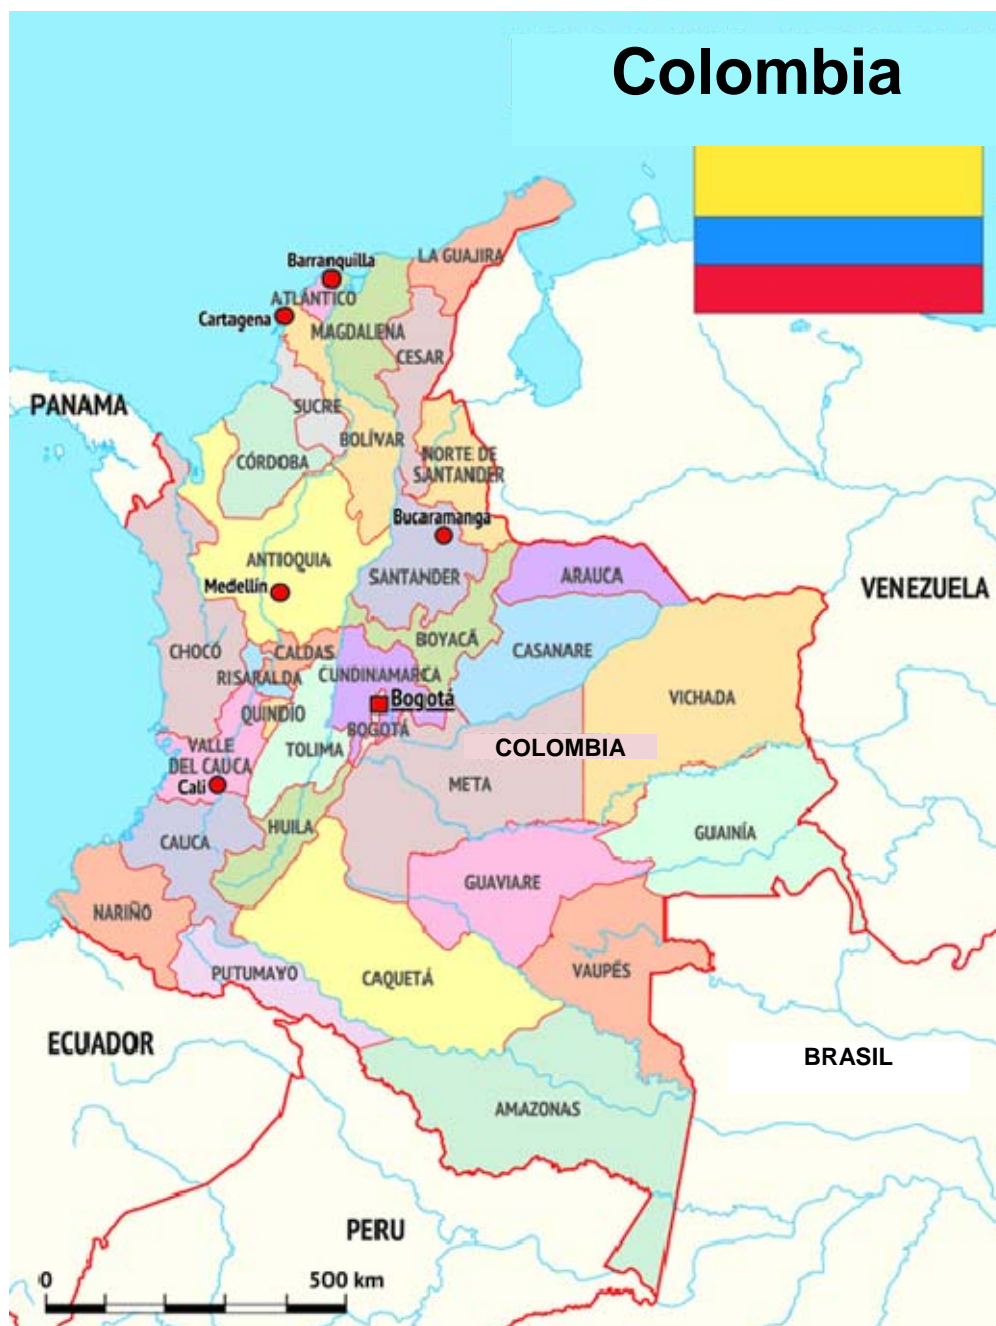 Colombia
LA GUAJIRA
Barranquilla
ATLÁNTICO
Cartagena
MAGDALENA
CESAR
PANAMA
SUCRE
BOLÍVAR
NORTE DE
SANTANDER
CÓRDOBA
Bucaramanga
ANTIOQUIA
SANTANDER
ARAUCA
Medellín
VENEZUELA
BOYACÁ
CHOCÓ
CALDAS
CASANARE
RISARALDA
CUNDINAMARCA
Bogotá
VICHADA
QUINDÍO
BOGOTÁ
VALLE
DEL CAUCA
TOLIMA
COLOMBIA
Cali
META
HUILA
GUAINÍA
CAUCA
GUAVIARE
NARIÑO
PUTUMAYO
CAQUETÁ
VAUPÉS
ECUADOR
BRASIL
AMAZONAS
PERU
0 500 km